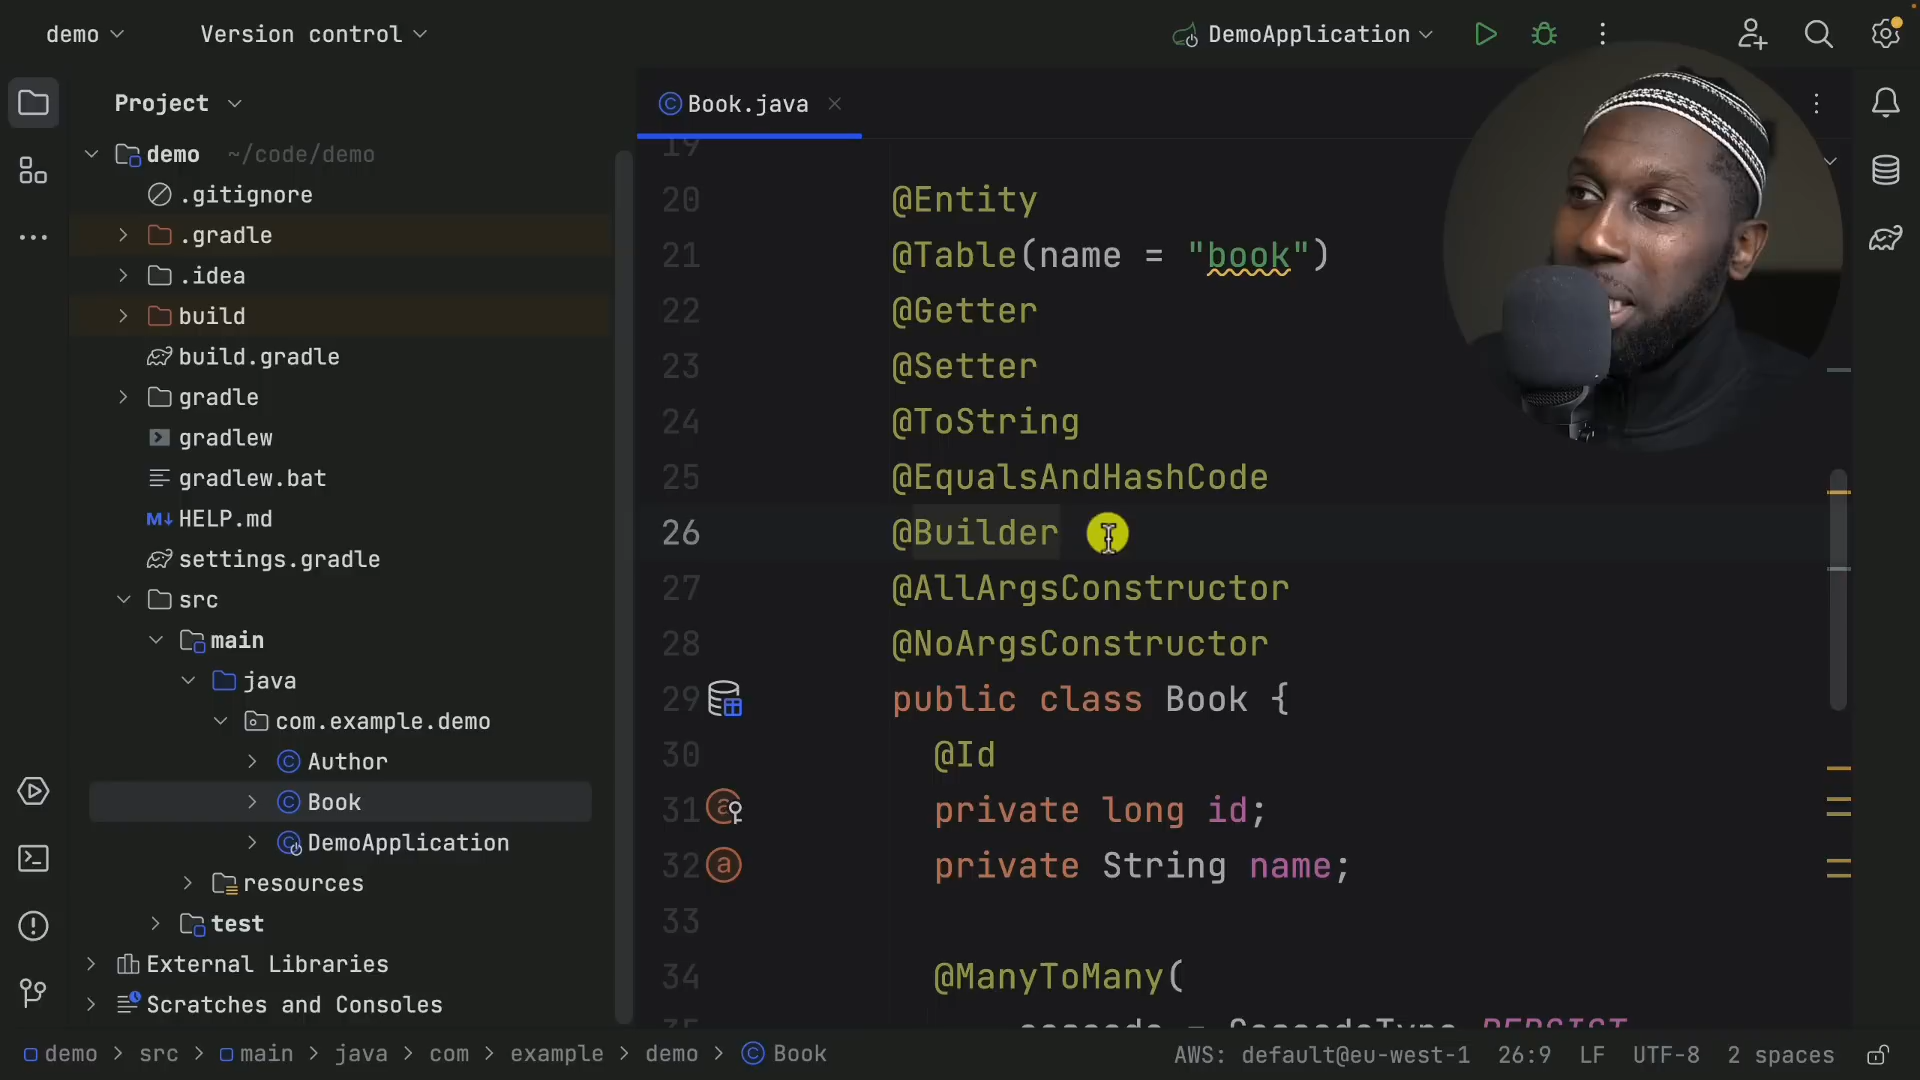 demo
Version control
DemoApplication
Project
demo ~/code/demo
.gitignore
.gradle
.idea
build
build.gradle
gradle
gradlew
gradlew.bat
M↓ HELP.md
settings.gradle
src
main
java
com.example.demo
Author
Book
DemoApplication
resources
test
External Libraries
Scratches and Consoles
Book.java
19
20 @Entity
21 @Table(name = "book")
22 @Getter
23 @Setter
24 @ToString
25 @EqualsAndHashCode
26 @Builder
27 @AllArgsConstructor
28 @NoArgsConstructor
29 public class Book {
30 @Id
31 private long id;
32 private String name;
33
34 @ManyToMany(
35 cascade = CascadeType.PERSIST
demo > src > main > java > com > example > demo > Book
AWS: default@eu-west-1 26:9 LF UTF-8 2 spaces